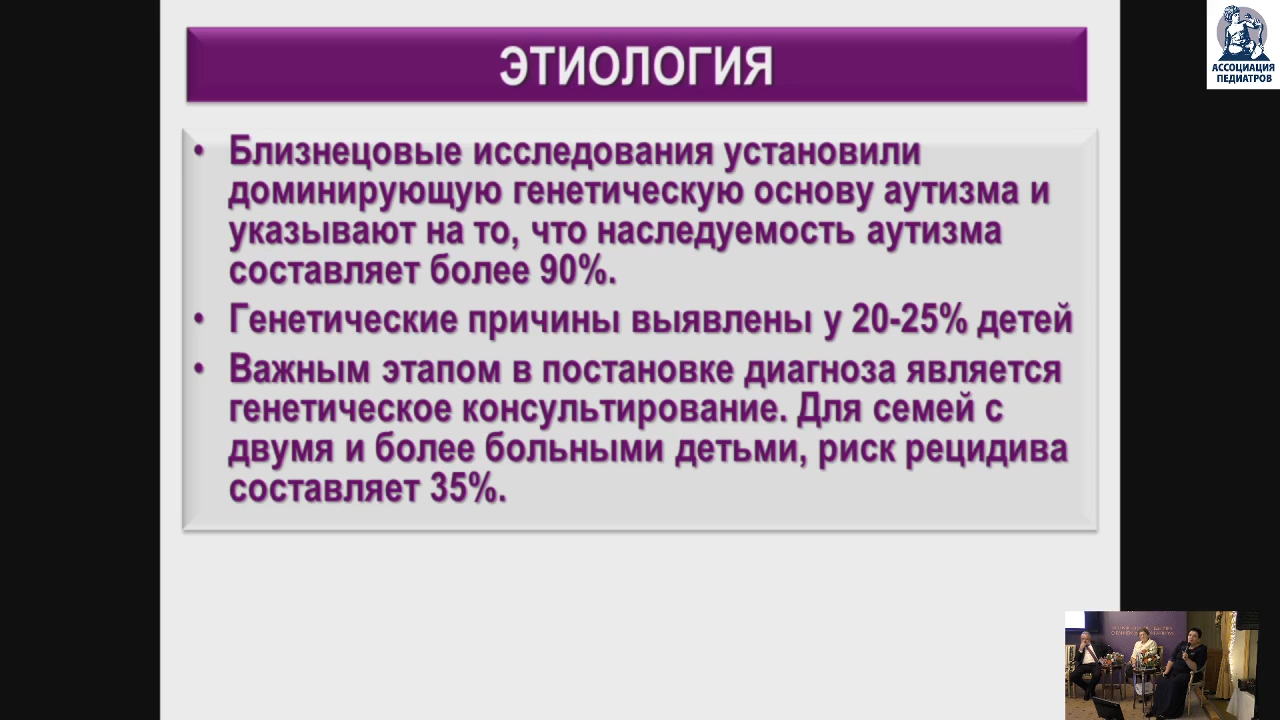 ЭТИОЛОГИЯ
• Близнецовые исследования установили
доминирующую генетическую основу аутизма и
указывают на то, что наследуемость аутизма
составляет более 90%.
• Генетические причины выявлены у 20-25% детей
• Важным этапом в постановке диагноза является
генетическое консультирование. Для семей с
двумя и более больными детьми, риск рецидива
составляет 35%.
АССОЦИАЦИЯ
ПЕДИАТРОВ